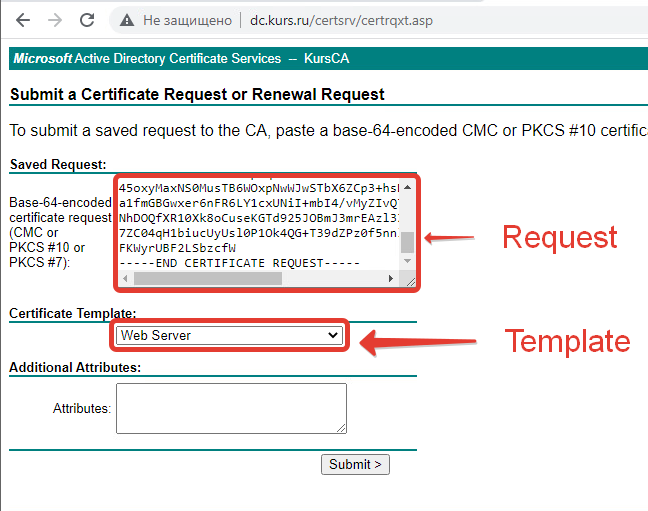 Не защищено | dc.kurs.ru/certsrv/certrqxt.asp
Microsoft Active Directory Certificate Services -- KursCA
Submit a Certificate Request or Renewal Request
To submit a saved request to the CA, paste a base-64-encoded CMC or PKCS #10 certific
Saved Request:
Base-64-encoded
certificate request
(CMC or
PKCS #10 or
PKCS #7):
45oxyMaxNS0MusTB6WOxpNwWJwSTbX6ZCp3+hs
a1fmGBGwxer6nFR6LY1cxUNiI+mbI4/vMyZIvQ
NhDOQfXR10Xk8oCuseKGTd925JOBmJ3mrEAzl3
7ZC04qH1biucUyUsl0P1Ok4QG+T39dZPz0f5nn
FKWyrUBF2LSbzcfW
-----END CERTIFICATE REQUEST-----
Request
Certificate Template:
Web Server
Template
Additional Attributes:
Attributes:
Submit >